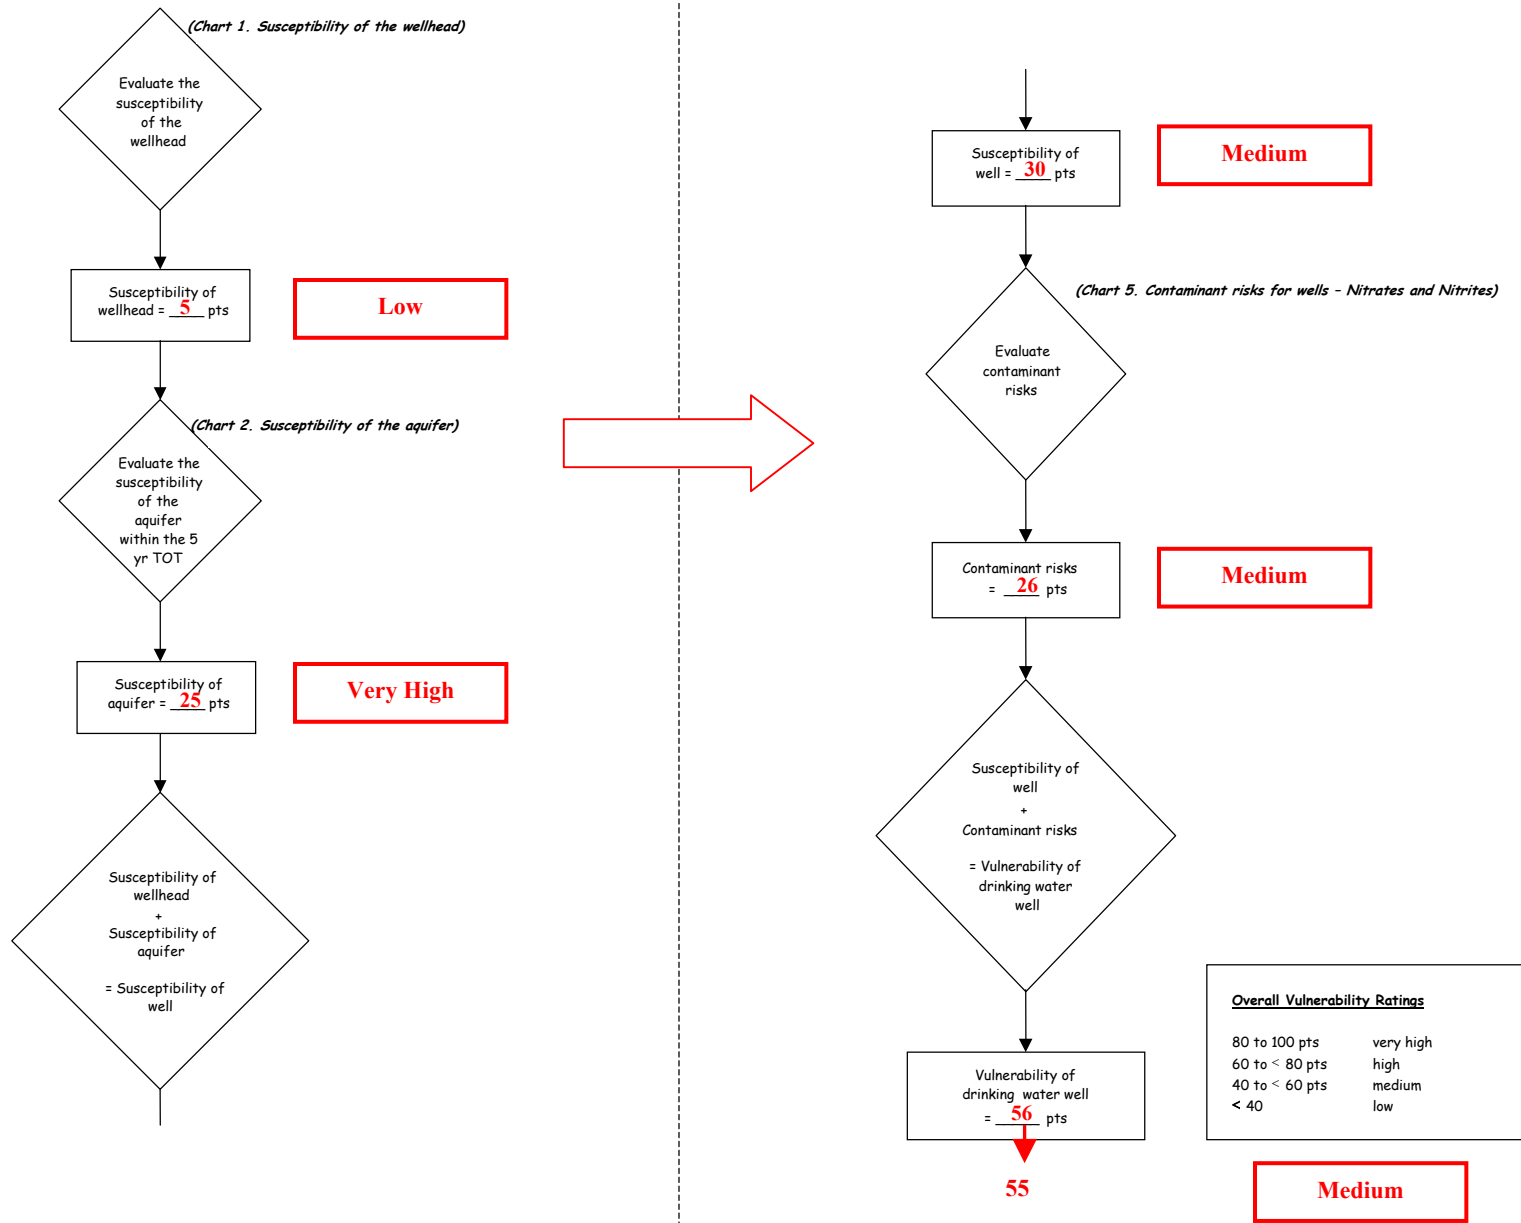 (Chart 1. Susceptibility of the wellhead)
Evaluate the
susceptibility
of the
wellhead
Susceptibility of
wellhead = 5 pts
Low
(Chart 2. Susceptibility of the aquifer)
Evaluate the
susceptibility
of the
aquifer
within the 5
yr TOT
Susceptibility of
aquifer = 25 pts
Very High
Susceptibility of
wellhead
+
Susceptibility of
aquifer
= Susceptibility of
well
Susceptibility of
well = 30 pts
Medium
(Chart 5. Contaminant risks for wells – Nitrates and Nitrites)
Evaluate
contaminant
risks
Contaminant risks
= 26 pts
Medium
Susceptibility of
well
+
Contaminant risks
= Vulnerability of
drinking water
well
Vulnerability of
drinking water well
= 56 pts
55
Overall Vulnerability Ratings
80 to 100 pts very high
60 to < 80 pts high
40 to < 60 pts medium
< 40 low
Medium